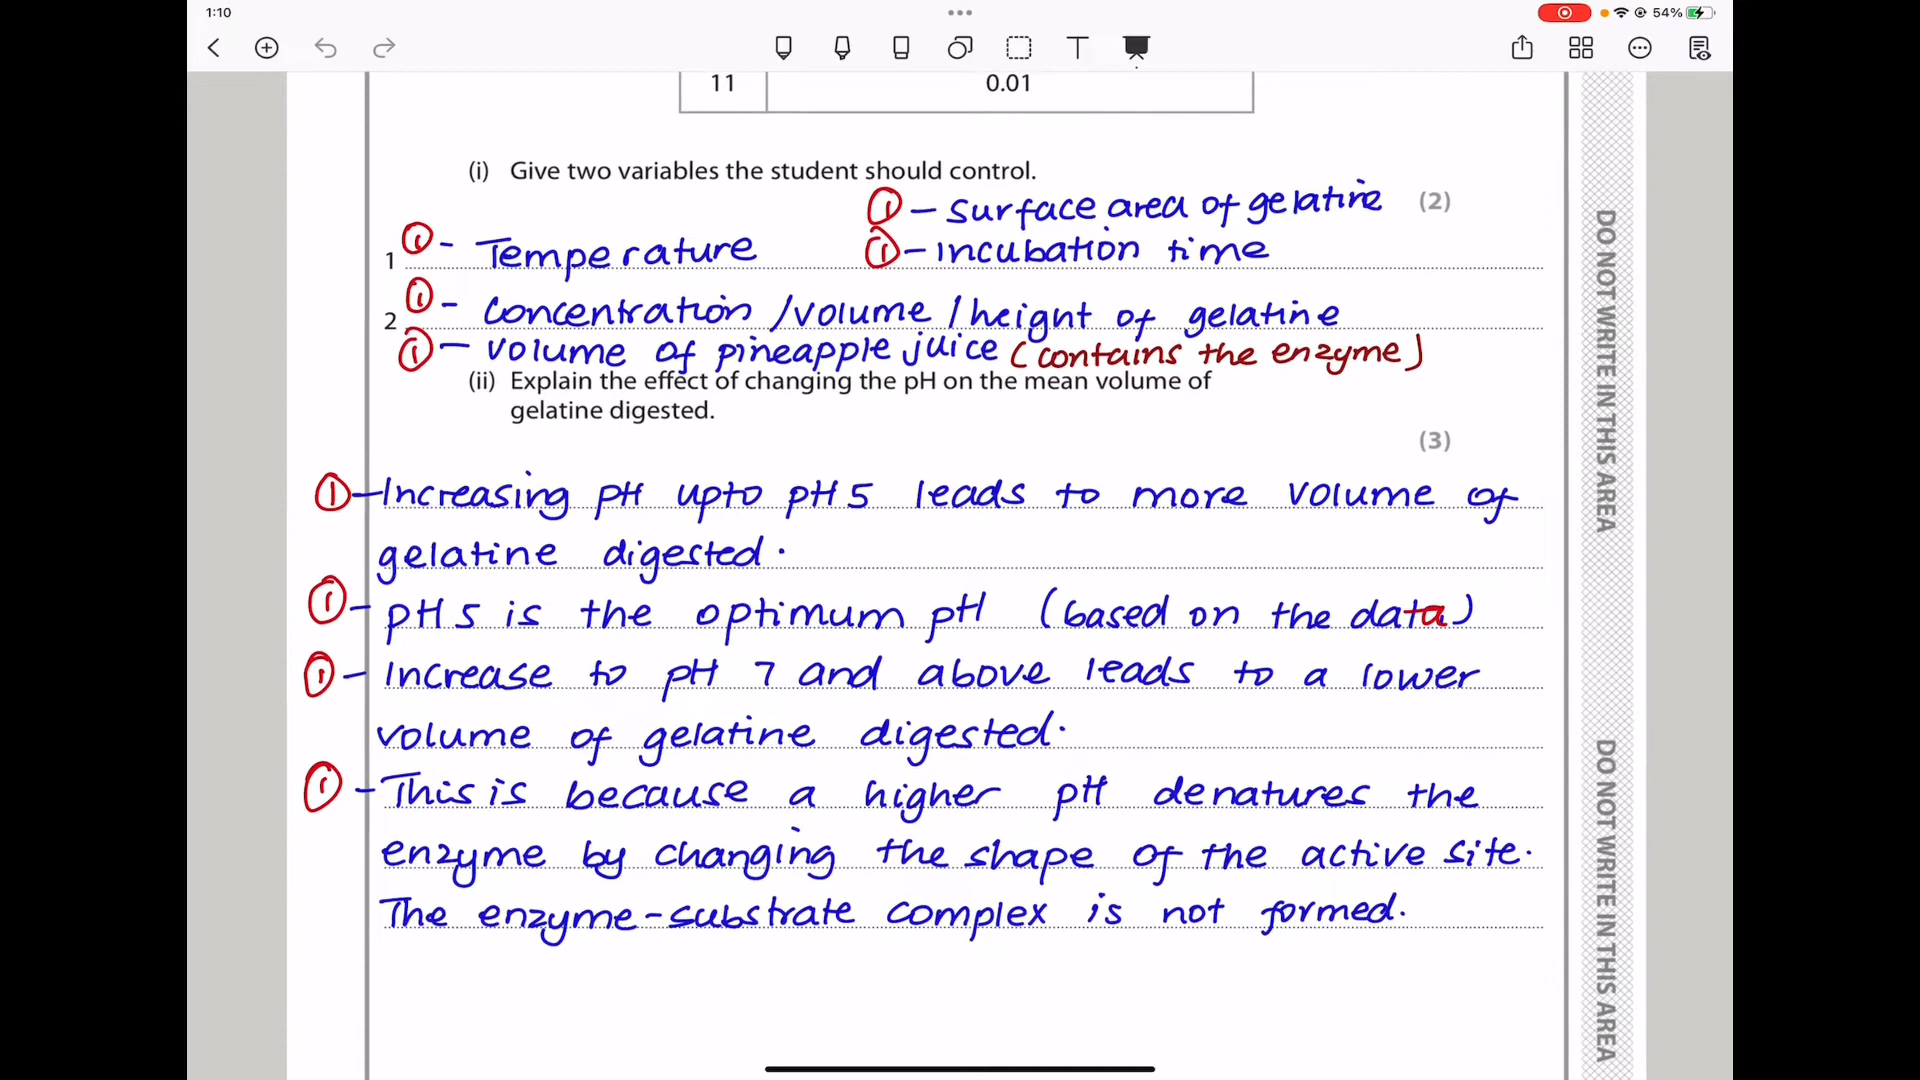 1:10
54%
11 0.01
(i) Give two variables the student should control.
① - surface area of gelatine (2)
1 ① - Temperature ① - incubation time
2 ① - concentration /volume /height of gelatine
① - volume of pineapple juice (contains the enzyme)
(ii) Explain the effect of changing the pH on the mean volume of
gelatine digested.
(3)
① - Increasing pH upto pH 5 leads to more volume of
gelatine digested.
① - pH 5 is the optimum pH (based on the data)
① - Increase to pH 7 and above leads to a lower
volume of gelatine digested.
① - This is because a higher pH denatures the
enzyme by changing the shape of the active site.
The enzyme-substrate complex is not formed.
DO NOT WRITE IN THIS AREA
DO NOT WRITE IN THIS AREA